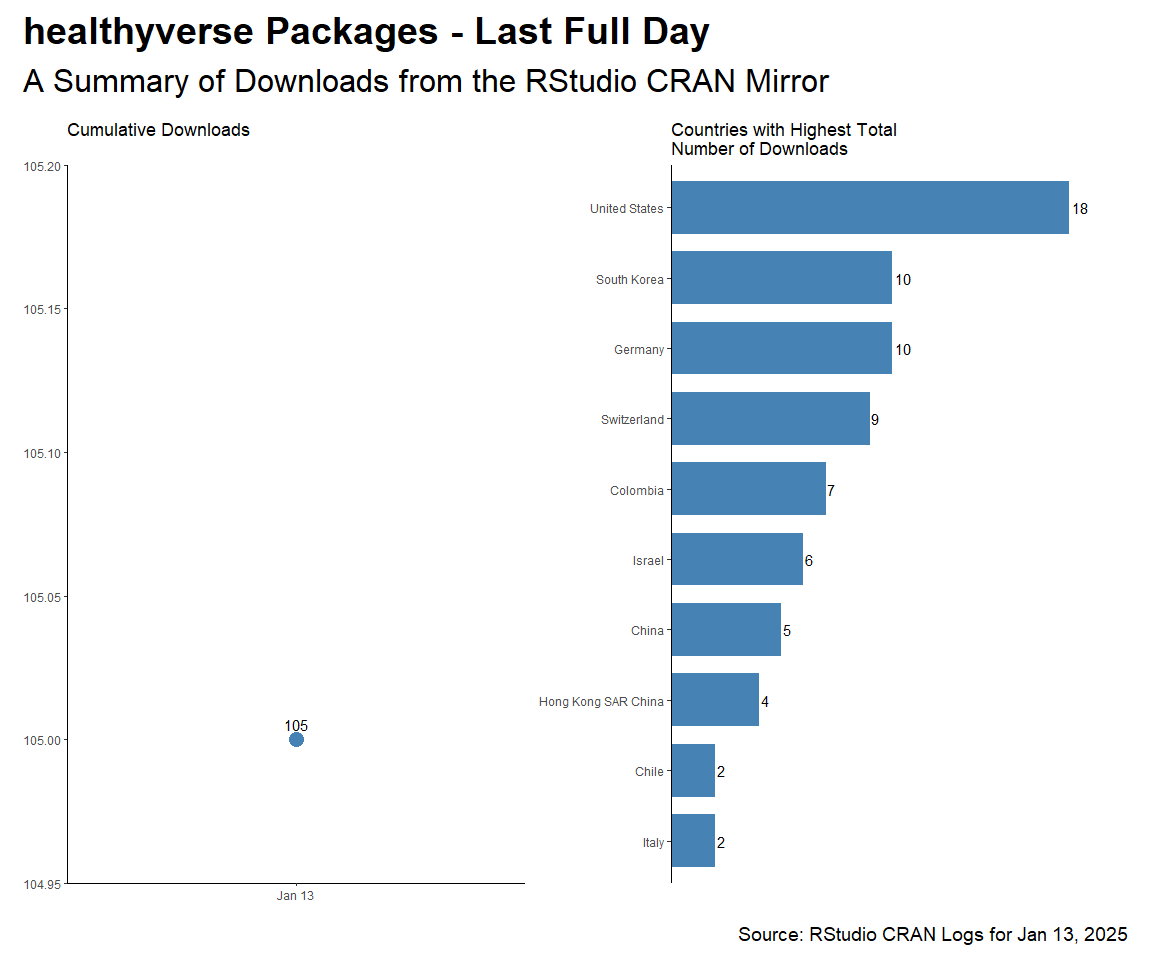 healthyverse Packages - Last Full Day
A Summary of Downloads from the RStudio CRAN Mirror
Cumulative Downloads
105.20
105.15
105.10
105.05
105.00
104.95
105
Jan 13
Countries with Highest Total
Number of Downloads
United States 18
South Korea 10
Germany 10
Switzerland 9
Colombia 7
Israel 6
China 5
Hong Kong SAR China 4
Chile 2
Italy 2
Source: RStudio CRAN Logs for Jan 13, 2025